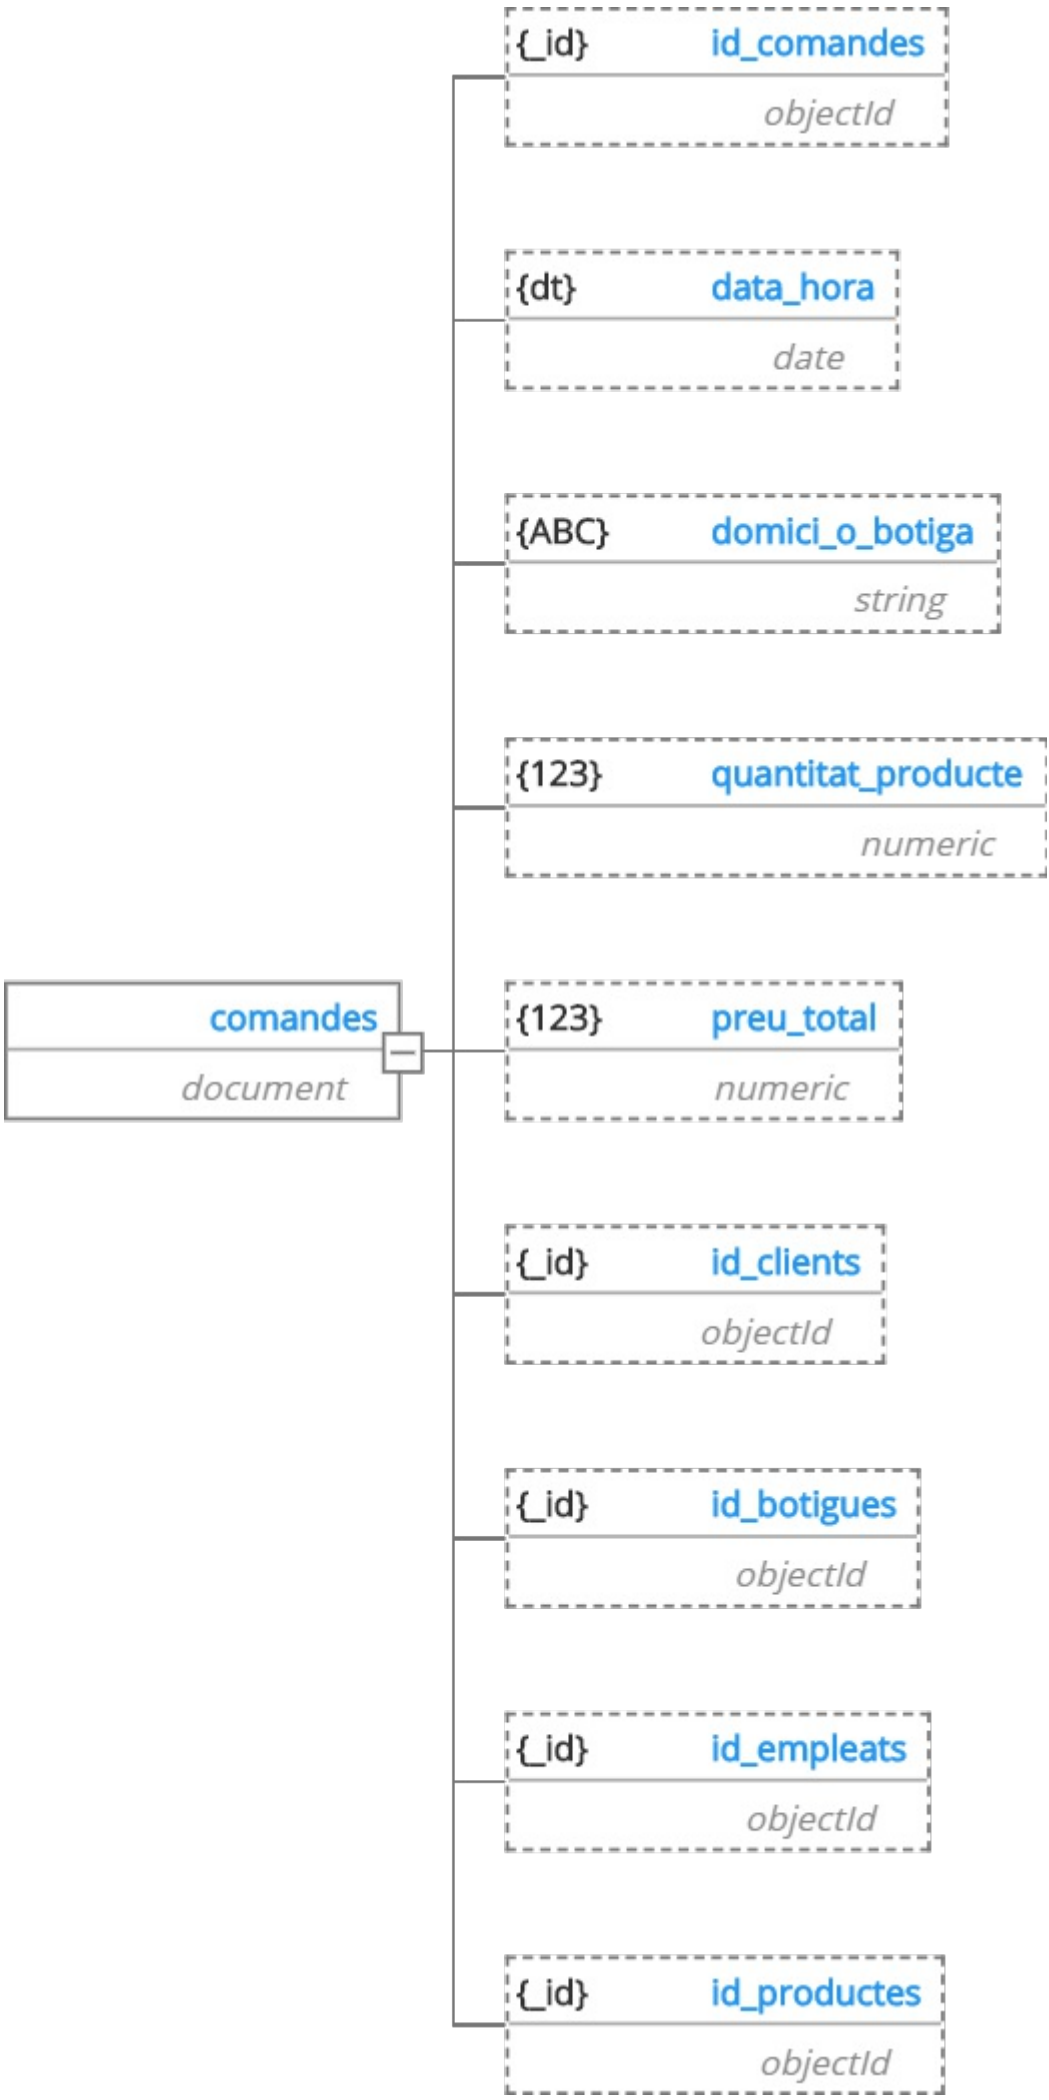 {_id} id_comandes
objectId
{dt} data_hora
date
{ABC} domici_o_botiga
string
{123} quantitat_producte
numeric
comandes
document
{123} preu_total
numeric
{_id} id_clients
objectId
{_id} id_botigues
objectId
{_id} id_empleats
objectId
{_id} id_productes
objectId